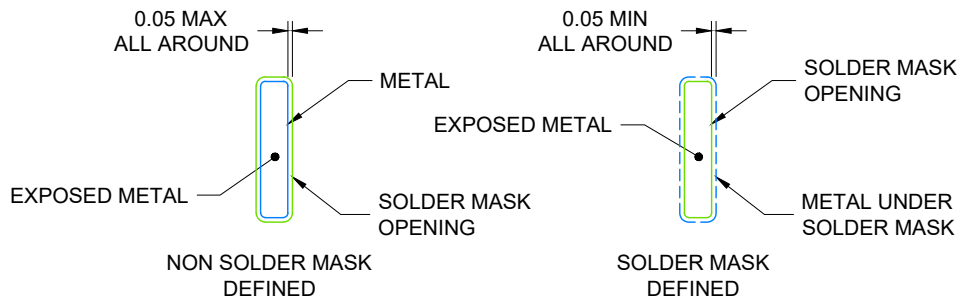 0.05 MAX
ALL AROUND
METAL
EXPOSED METAL
SOLDER MASK
OPENING
NON SOLDER MASK
DEFINED
0.05 MIN
ALL AROUND
SOLDER MASK
OPENING
EXPOSED METAL
METAL UNDER
SOLDER MASK
SOLDER MASK
DEFINED